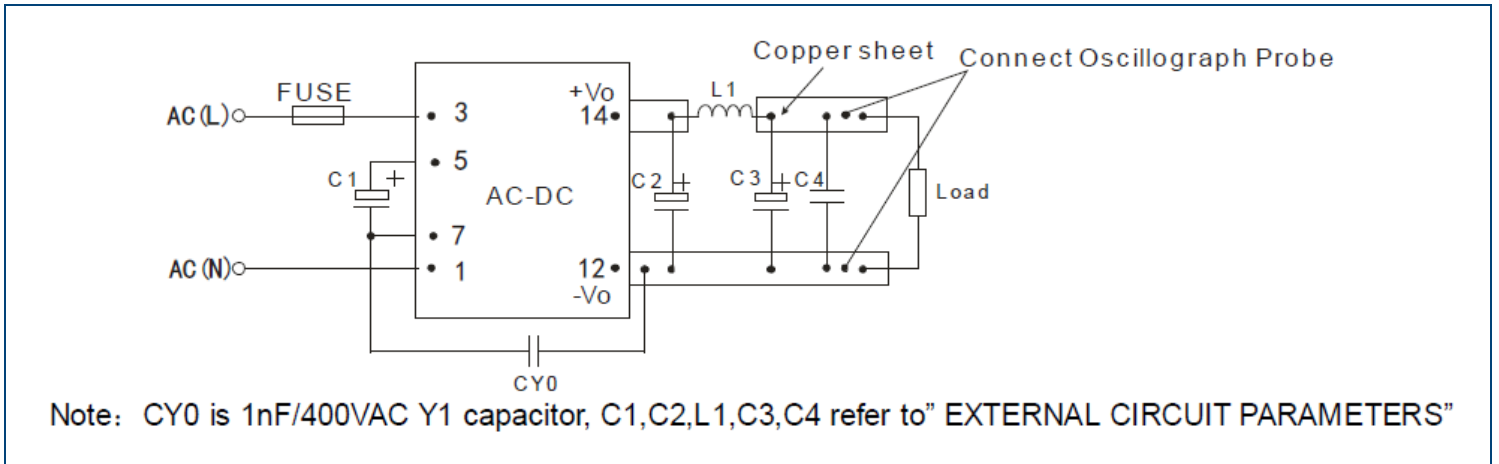 Copper sheet
Connect Oscillograph Probe
FUSE
L1
+Vo
AC(L)
3
14
5
C1
+
AC-DC
C2
+
C3
+
C4
Load
7
AC(N)
1
12
-Vo
CY0
Note: CY0 is 1nF/400VAC Y1 capacitor, C1,C2,L1,C3,C4 refer to” EXTERNAL CIRCUIT PARAMETERS”